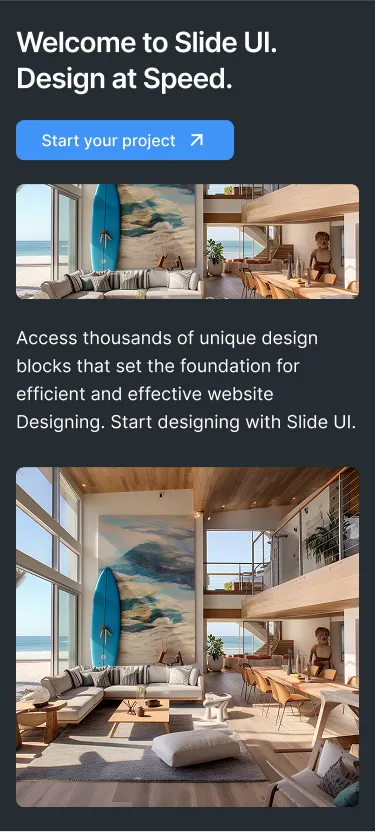 Welcome to Slide UI.
Design at Speed.
Start your project
Access thousands of unique design
blocks that set the foundation for
efficient and effective website
Designing. Start designing with Slide UI.